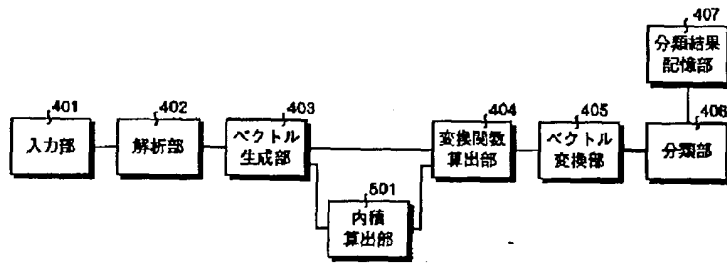 407
分類結果
記憶部
401
入力部
402
解析部
403
ベクトル
生成部
404
変換関数
算出部
405
ベクトル
変換部
406
分類部
501
内積
算出部